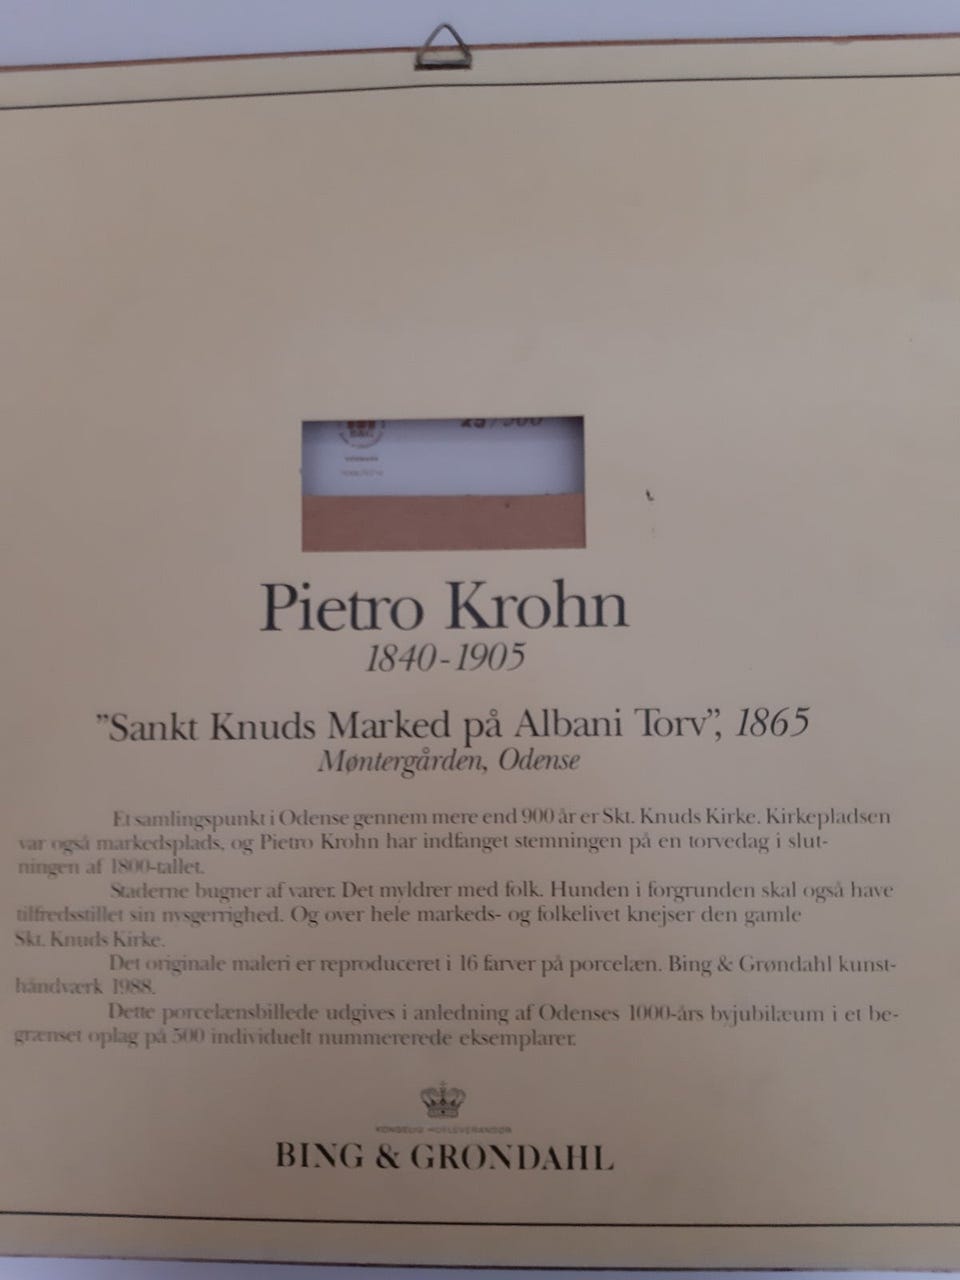 B&G
25/500
Pietro Krohn
1840-1905
"Sankt Knuds Marked på Albani Torv", 1865
Møntergården, Odense
Et samlingspunkt i Odense gennem mere end 900 år er Skt. Knuds Kirke. Kirkepladsen
var også markedsplads, og Pietro Krohn har indfanget stemningen på en torvedag i slut-
ningen af 1800-tallet.
Staderne bugner af varer. Det myldrer med folk. Hunden i forgrunden skal også have
tilfredsstillet sin nysgerrighed. Og over hele markeds- og folkelivet knejser den gamle
Skt. Knuds Kirke.
Det originale maleri er reproduceret i 16 farver på porcelæn. Bing & Grøndahl kunst-
håndværk 1988.
Dette porcelænsbillede udgives i anledning af Odenses 1000-års byjubilæum i et be-
grænset oplag på 500 individuelt nummererede eksemplarer.
KONGELIG HOFLEVERANDØR
BING & GRØNDAHL